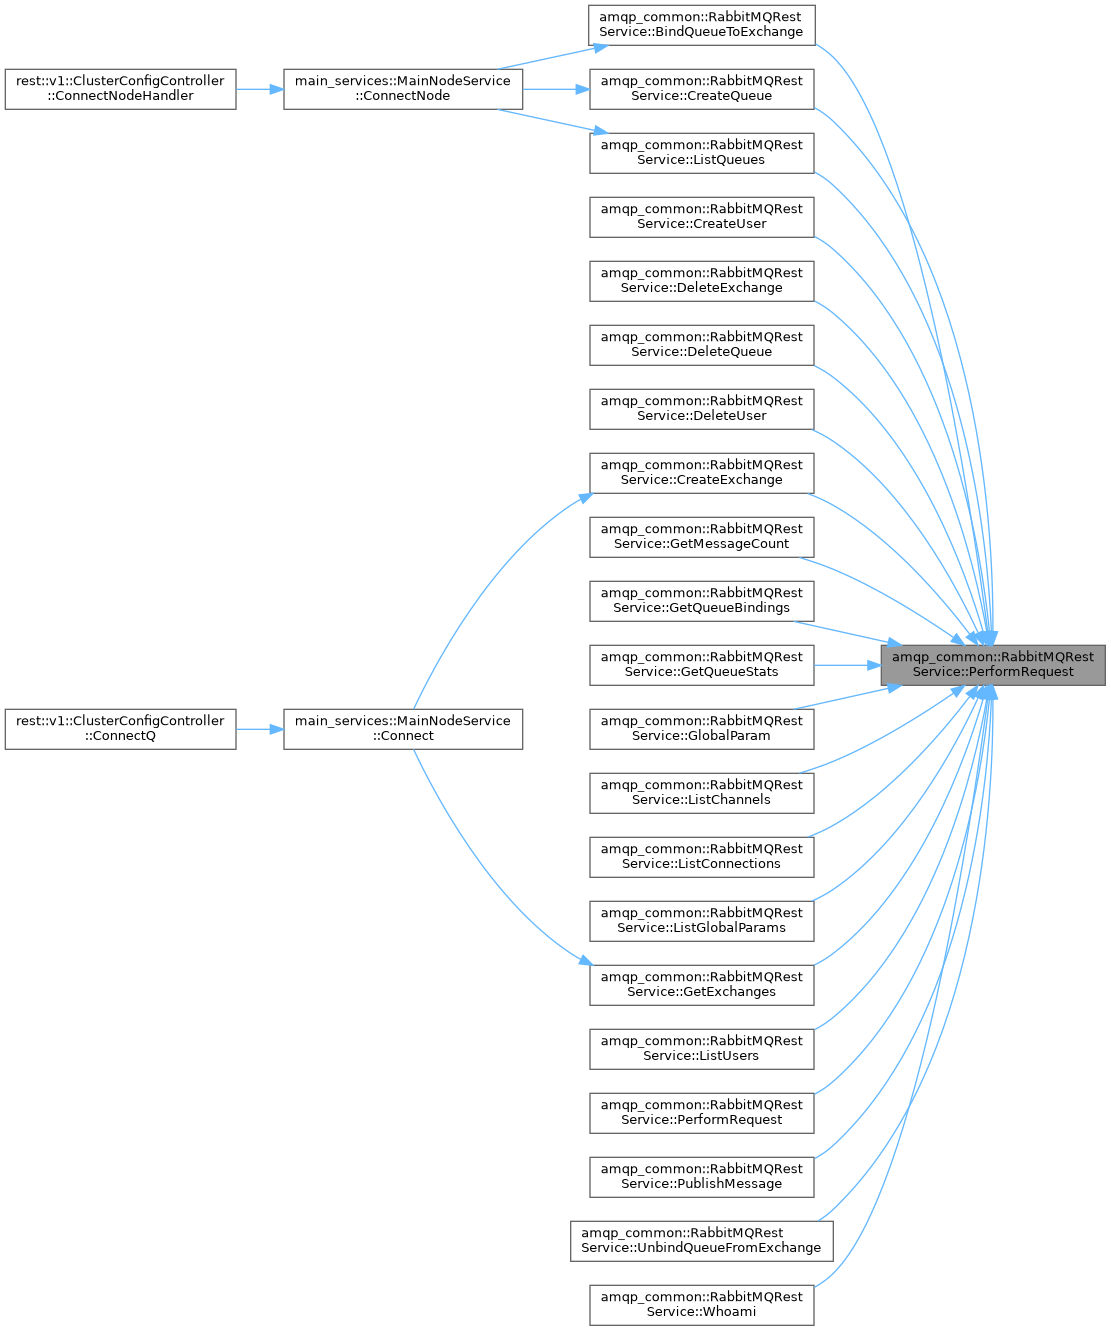 amqp_common::RabbitMQRest
Service::BindQueueToExchange
rest::v1::ClusterConfigController
::ConnectNodeHandler
main_services::MainNodeService
::ConnectNode
amqp_common::RabbitMQRest
Service::CreateQueue
amqp_common::RabbitMQRest
Service::ListQueues
amqp_common::RabbitMQRest
Service::CreateUser
amqp_common::RabbitMQRest
Service::DeleteExchange
amqp_common::RabbitMQRest
Service::DeleteQueue
amqp_common::RabbitMQRest
Service::DeleteUser
amqp_common::RabbitMQRest
Service::CreateExchange
amqp_common::RabbitMQRest
Service::GetMessageCount
amqp_common::RabbitMQRest
Service::GetQueueBindings
amqp_common::RabbitMQRest
Service::GetQueueStats
amqp_common::RabbitMQRest
Service::PerformRequest
rest::v1::ClusterConfigController
::ConnectQ
main_services::MainNodeService
::Connect
amqp_common::RabbitMQRest
Service::GlobalParam
amqp_common::RabbitMQRest
Service::ListChannels
amqp_common::RabbitMQRest
Service::ListConnections
amqp_common::RabbitMQRest
Service::ListGlobalParams
amqp_common::RabbitMQRest
Service::GetExchanges
amqp_common::RabbitMQRest
Service::ListUsers
amqp_common::RabbitMQRest
Service::PerformRequest
amqp_common::RabbitMQRest
Service::PublishMessage
amqp_common::RabbitMQRest
Service::UnbindQueueFromExchange
amqp_common::RabbitMQRest
Service::Whoami